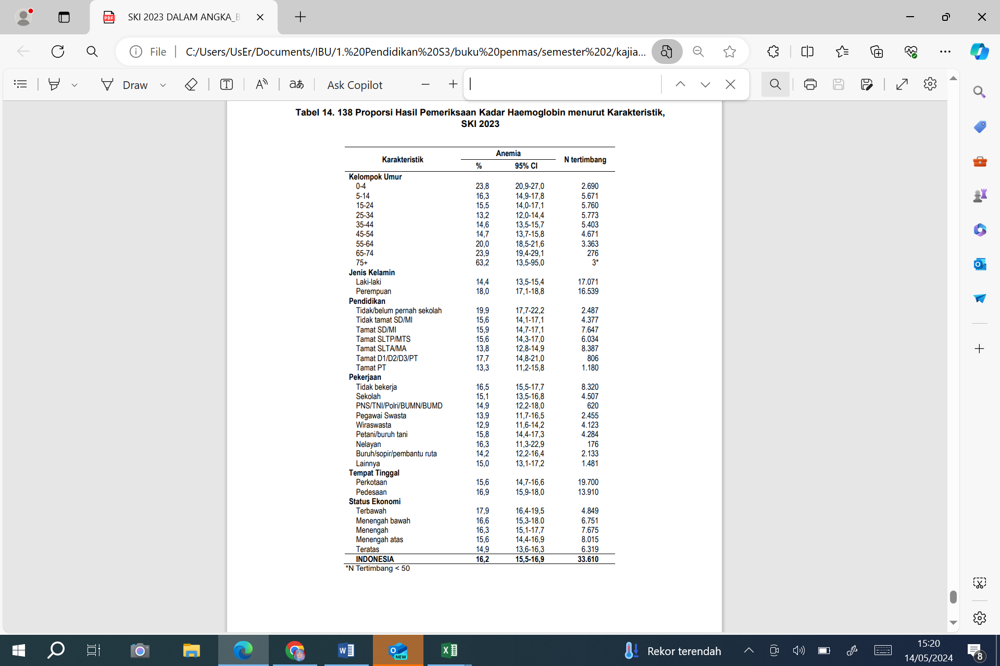 SKI 2023 DALAM ANGKA_B
File C:/Users/UsEr/Documents/IBU/1.%20Pendidikan%20S3/buku%20penmas/semester%202/kajia...
Draw Ask Copilot
Tabel 14. 138 Proporsi Hasil Pemeriksaan Kadar Haemoglobin menurut Karakteristik,
SKI 2023
Karakteristik Anemia N tertimbang
% 95% CI
Kelompok Umur
0-4 23,8 20,9-27,0 2.690
5-14 16,3 14,9-17,8 5.671
15-24 15,5 14,0-17,1 5.760
25-34 13,2 12,0-14,4 5.773
35-44 14,6 13,5-15,7 5.403
45-54 14,7 13,7-15,8 4.671
55-64 20,0 18,5-21,6 3.363
65-74 23,9 19,4-29,1 276
75+ 63,2 13,5-95,0 3*
Jenis Kelamin
Laki-laki 14,4 13,5-15,4 17.071
Perempuan 18,0 17,1-18,8 16.539
Pendidikan
Tidak/belum pernah sekolah 19,9 17,7-22,2 2.487
Tidak tamat SD/MI 15,6 14,1-17,1 4.377
Tamat SD/MI 15,9 14,7-17,1 7.647
Tamat SLTP/MTS 15,6 14,3-17,0 6.034
Tamat SLTA/MA 13,8 12,8-14,9 8.387
Tamat D1/D2/D3/PT 17,7 14,8-21,0 806
Tamat PT 13,3 11,2-15,8 1.180
Pekerjaan
Tidak bekerja 16,5 15,5-17,7 8.320
Sekolah 15,1 13,5-16,8 4.507
PNS/TNI/Polri/BUMN/BUMD 14,9 12,2-18,0 620
Pegawai Swasta 13,9 11,7-16,5 2.455
Wiraswasta 12,9 11,6-14,2 4.123
Petani/buruh tani 15,8 14,4-17,3 4.284
Nelayan 16,3 11,3-22,9 176
Buruh/sopir/pembantu ruta 14,2 12,2-16,4 2.133
Lainnya 15,0 13,1-17,2 1.481
Tempat Tinggal
Perkotaan 15,6 14,7-16,6 19.700
Pedesaan 16,9 15,9-18,0 13.910
Status Ekonomi
Terbawah 17,9 16,4-19,5 4.849
Menengah bawah 16,6 15,3-18.0 6.751
Menengah 16,3 15,1-17,7 7.675
Menengah atas 15,6 14,4-16,9 8.015
Teratas 14,9 13,6-16,3 6.319
INDONESIA 16,2 15,5-16,9 33.610
*N Tertimbang < 50
Rekor terendah
15:20
14/05/2024
8
NEW